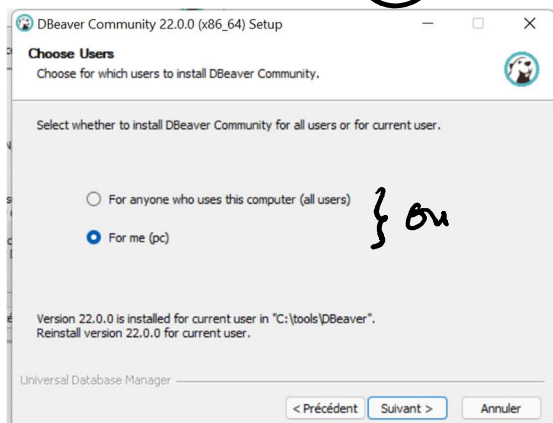 DBeaver Community 22.0.0 (x86_64) Setup
Choose Users
Choose for which users to install DBeaver Community.
Select whether to install DBeaver Community for all users or for current user.
For anyone who uses this computer (all users)
For me (pc)
ou
Version 22.0.0 is installed for current user in "C:\tools\DBeaver".
Reinstall version 22.0.0 for current user.
Universal Database Manager
< Précédent Suivant > Annuler